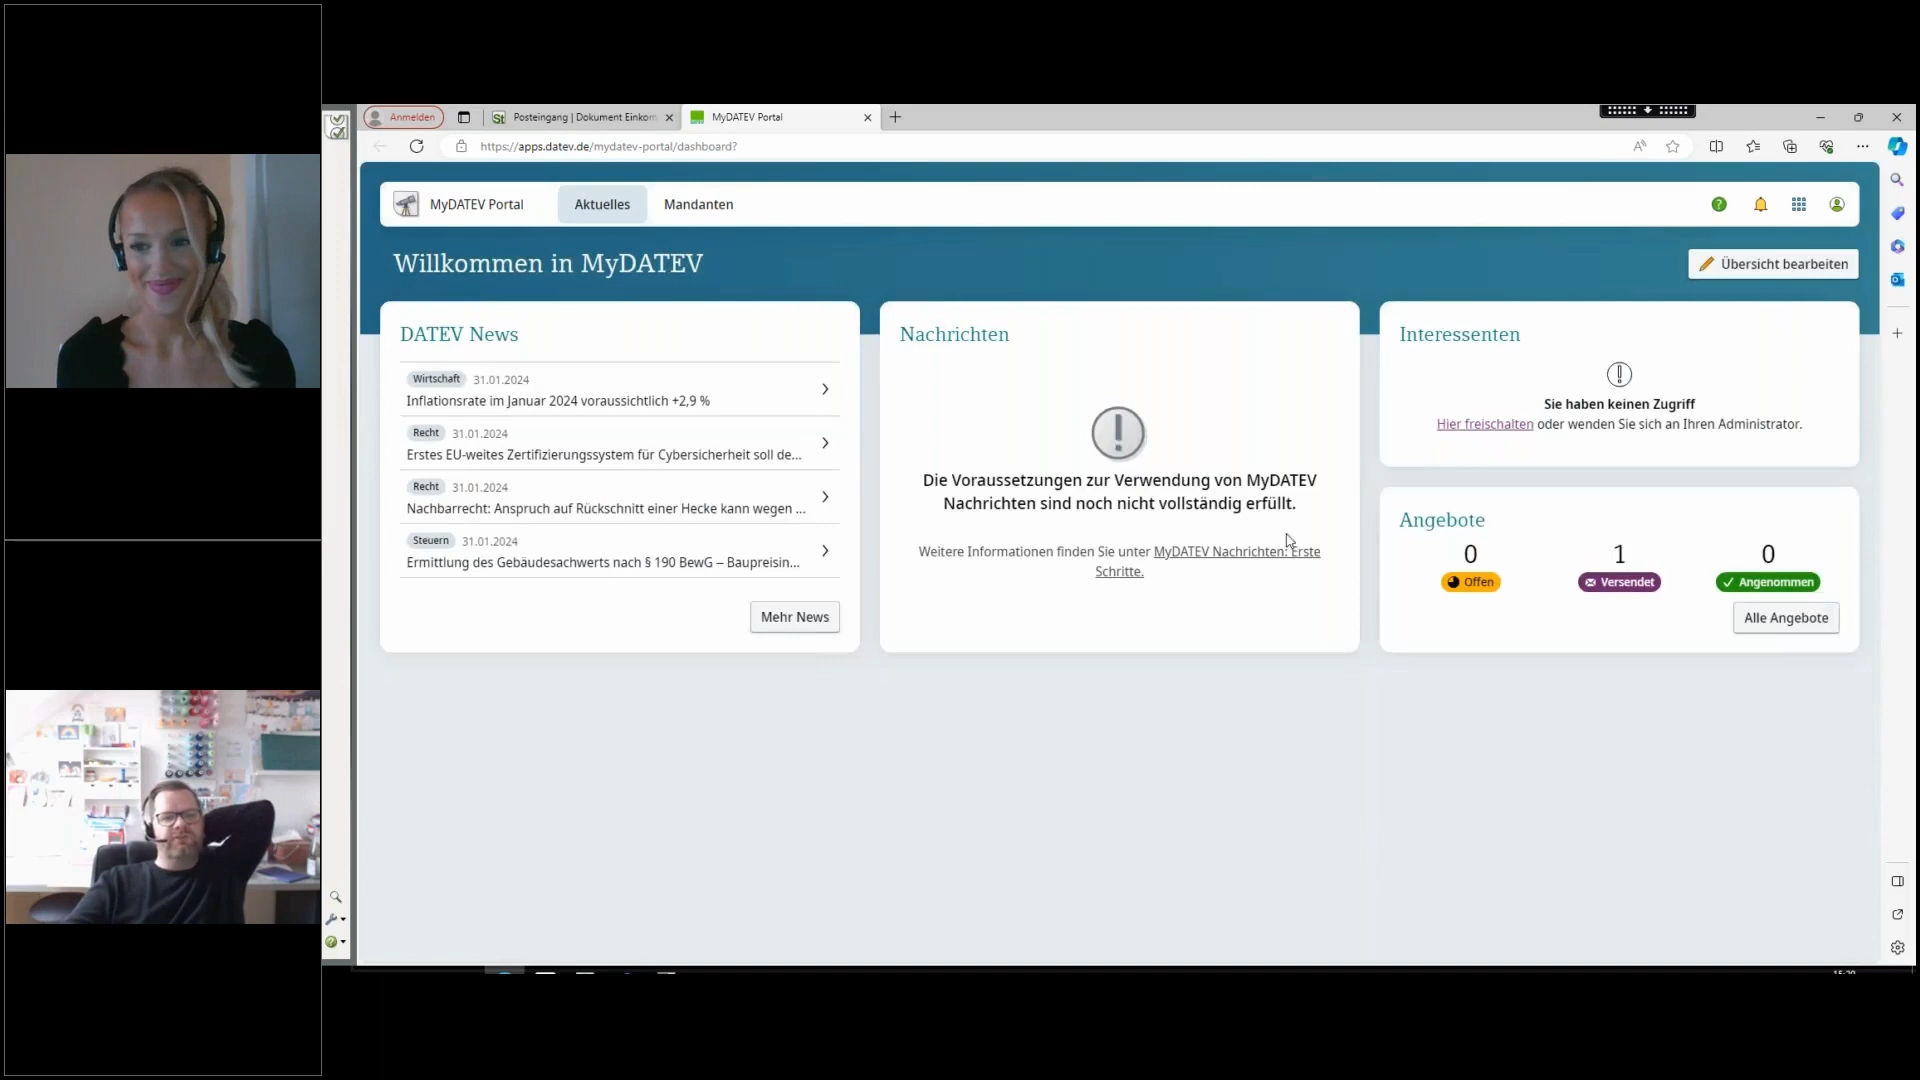 Anmelden
Posteingang | Dokument Einkom
MyDATEV Portal
https://apps.datev.de/mydatev-portal/dashboard?
MyDATEV Portal
Aktuelles
Mandanten
Willkommen in MyDATEV
Übersicht bearbeiten
DATEV News
Wirtschaft 31.01.2024
Inflationsrate im Januar 2024 voraussichtlich +2,9 %
Recht 31.01.2024
Erstes EU-weites Zertifizierungssystem für Cybersicherheit soll de...
Recht 31.01.2024
Nachbarrecht: Anspruch auf Rückschnitt einer Hecke kann wegen ...
Steuern 31.01.2024
Ermittlung des Gebäudesachwerts nach § 190 BewG – Baupreisin...
Mehr News
Nachrichten
Die Voraussetzungen zur Verwendung von MyDATEV
Nachrichten sind noch nicht vollständig erfüllt.
Weitere Informationen finden Sie unter MyDATEV Nachrichten: Erste
Schritte.
Interessenten
Sie haben keinen Zugriff
Hier freischalten oder wenden Sie sich an Ihren Administrator.
Angebote
0 1 0
Offen Versendet Angenommen
Alle Angebote